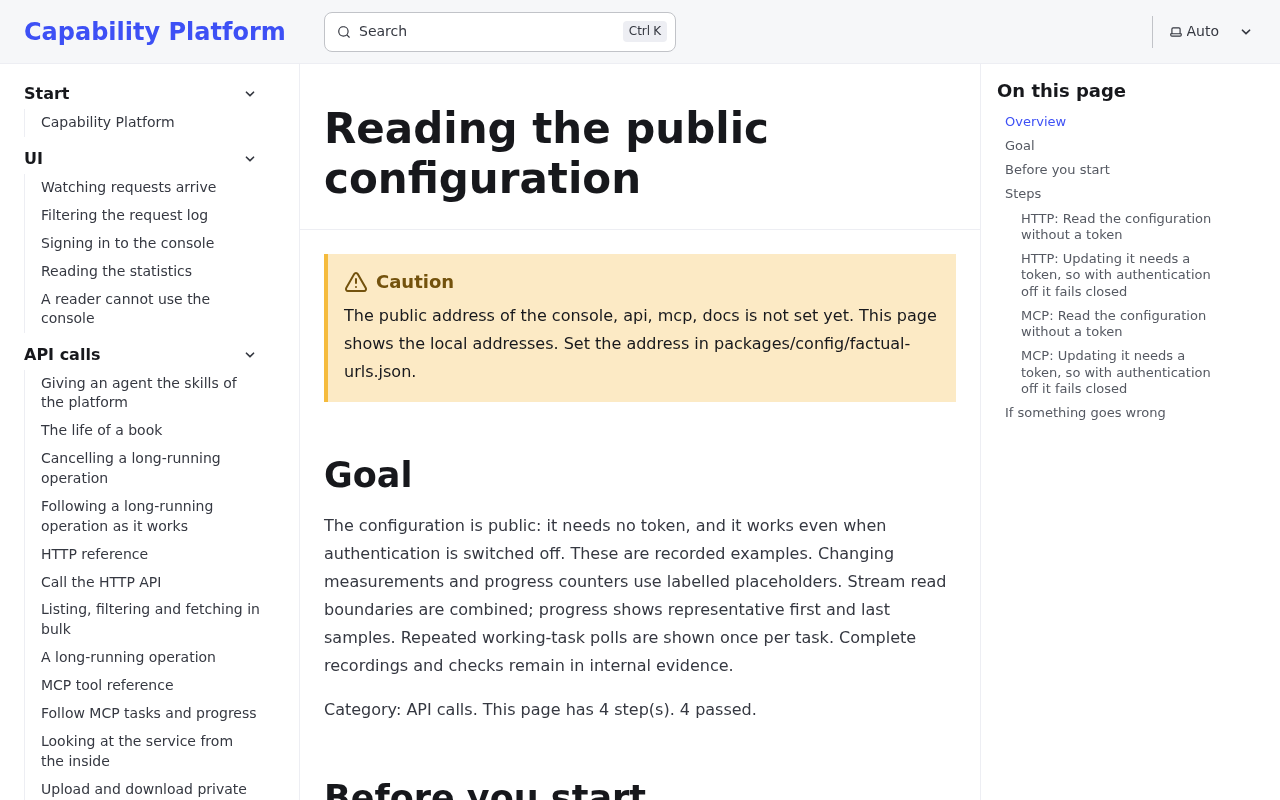 Capability Platform
Search
Ctrl K
Auto
Start
Capability Platform
UI
Watching requests arrive
Filtering the request log
Signing in to the console
Reading the statistics
A reader cannot use the
console
API calls
Giving an agent the skills of
the platform
The life of a book
Cancelling a long-running
operation
Following a long-running
operation as it works
HTTP reference
Call the HTTP API
Listing, filtering and fetching in
bulk
A long-running operation
MCP tool reference
Follow MCP tasks and progress
Looking at the service from
the inside
Upload and download private
Reading the public
configuration
Caution
The public address of the console, api, mcp, docs is not set yet. This page
shows the local addresses. Set the address in packages/config/factual-
urls.json.
Goal
The configuration is public: it needs no token, and it works even when
authentication is switched off. These are recorded examples. Changing
measurements and progress counters use labelled placeholders. Stream read
boundaries are combined; progress shows representative first and last
samples. Repeated working-task polls are shown once per task. Complete
recordings and checks remain in internal evidence.
Category: API calls. This page has 4 step(s). 4 passed.
Before you start
On this page
Overview
Goal
Before you start
Steps
HTTP: Read the configuration
without a token
HTTP: Updating it needs a
token, so with authentication
off it fails closed
MCP: Read the configuration
without a token
MCP: Updating it needs a
token, so with authentication
off it fails closed
If something goes wrong